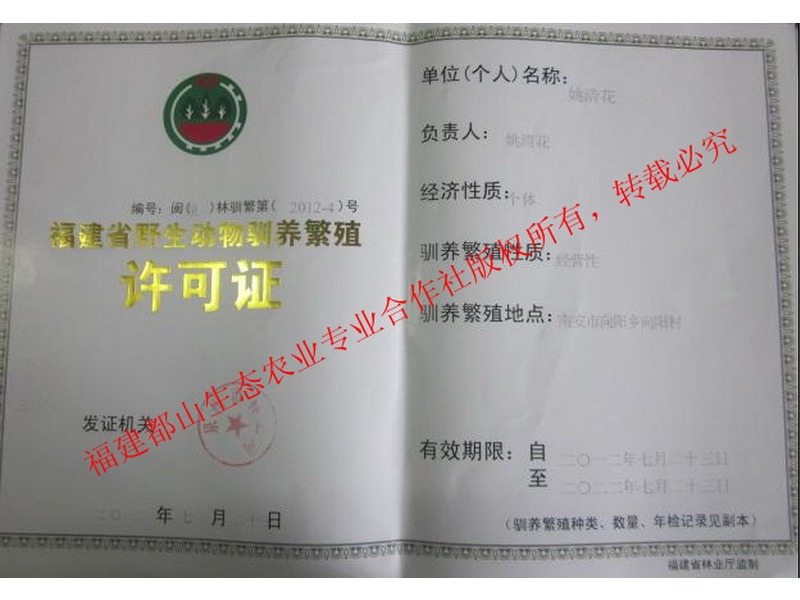 编号：闽（ ）林驯繁第（ 2012-4）号
福建省野生动物驯养繁殖
许可证
发证机关
年 七 月 二十 日
单位（个人）名称：
姚清花
负责人：
姚清花
经济性质：
个体
驯养繁殖性质：
经营性
驯养繁殖地点：
南安市向阳乡向阳村
有效期限：自 二〇一二年七月二十三日
至 二〇二二年七月二十三日
（驯养繁殖种类、数量、年检记录见副本）
福建省林业厅监制
福建都山生态农业专业合作社版权所有，转载必究